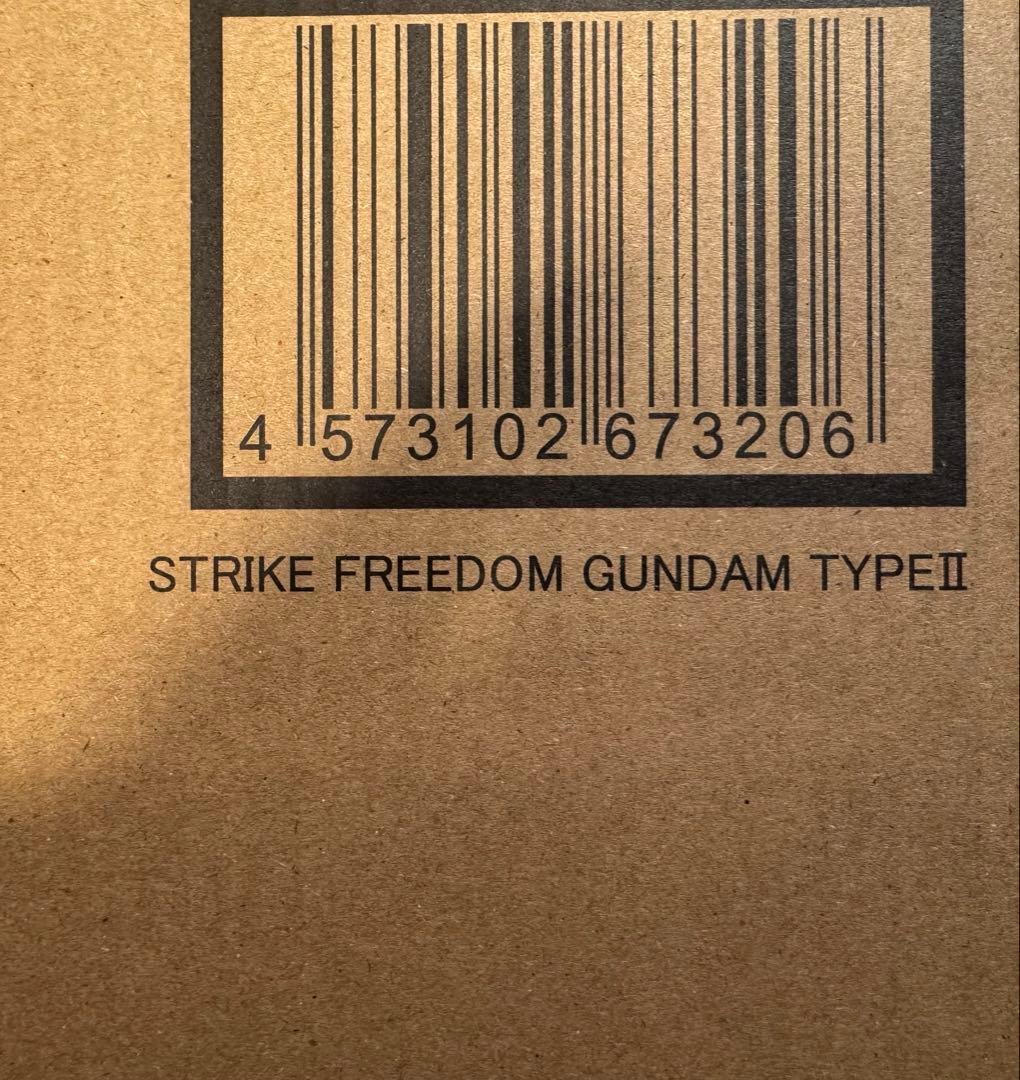 4 573102 673206
STRIKE FREEDOM GUNDAM TYPEⅡ